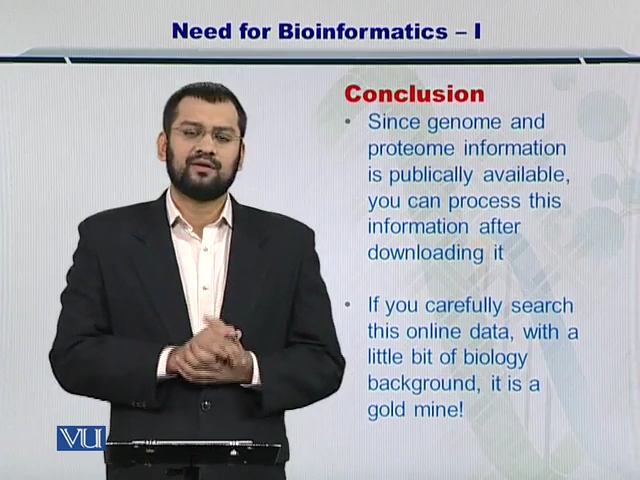 Need for Bioinformatics – I
Conclusion
• Since genome and
proteome information
is publically available,
you can process this
information after
downloading it
• If you carefully search
this online data, with a
little bit of biology
background, it is a
gold mine!
VU